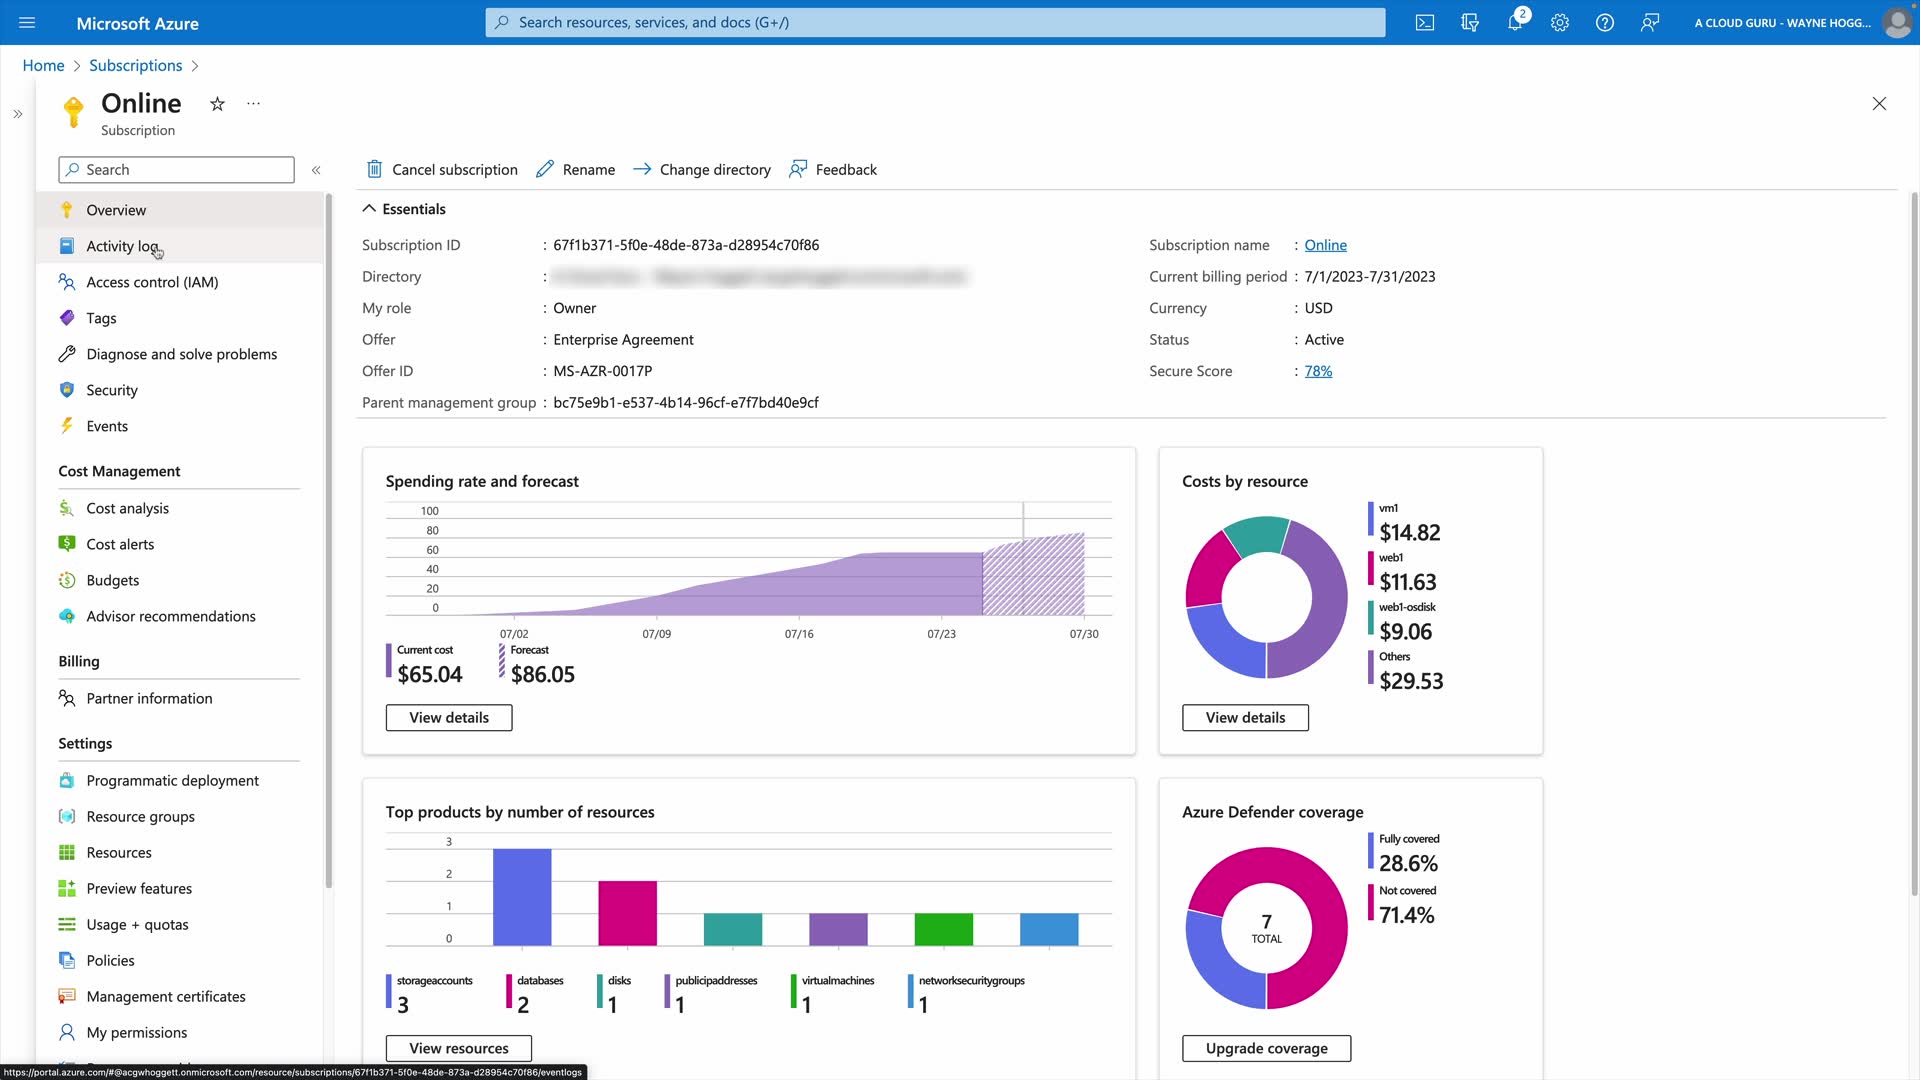 Microsoft Azure
Search resources, services, and docs (G+/)
2
A CLOUD GURU - WAYNE HOGG...
Home > Subscriptions >
Online
Subscription
Search
Overview
Activity log
Access control (IAM)
Tags
Diagnose and solve problems
Security
Events
Cost Management
Cost analysis
Cost alerts
Budgets
Advisor recommendations
Billing
Partner information
Settings
Programmatic deployment
Resource groups
Resources
Preview features
Usage + quotas
Policies
Management certificates
My permissions
Cancel subscription
Rename
Change directory
Feedback
Essentials
Subscription ID : 67f1b371-5f0e-48de-873a-d28954c70f86
Directory :
My role : Owner
Offer : Enterprise Agreement
Offer ID : MS-AZR-0017P
Parent management group : bc75e9b1-e537-4b14-96cf-e7f7bd40e9cf
Subscription name : Online
Current billing period : 7/1/2023-7/31/2023
Currency : USD
Status : Active
Secure Score : 78%
Spending rate and forecast
100
80
60
40
20
0
07/02 07/09 07/16 07/23 07/30
Current cost
$65.04
Forecast
$86.05
View details
Costs by resource
vm1
$14.82
web1
$11.63
web1-osdisk
$9.06
Others
$29.53
View details
Top products by number of resources
3
2
1
0
storageaccounts
3
databases
2
disks
1
publicipaddresses
1
virtualmachines
1
networksecuritygroups
1
View resources
Azure Defender coverage
7
TOTAL
Fully covered
28.6%
Not covered
71.4%
Upgrade coverage
https://portal.azure.com/#@acgwhoggett.onmicrosoft.com/resource/subscriptions/67f1b371-5f0e-48de-873a-d28954c70f86/eventlogs